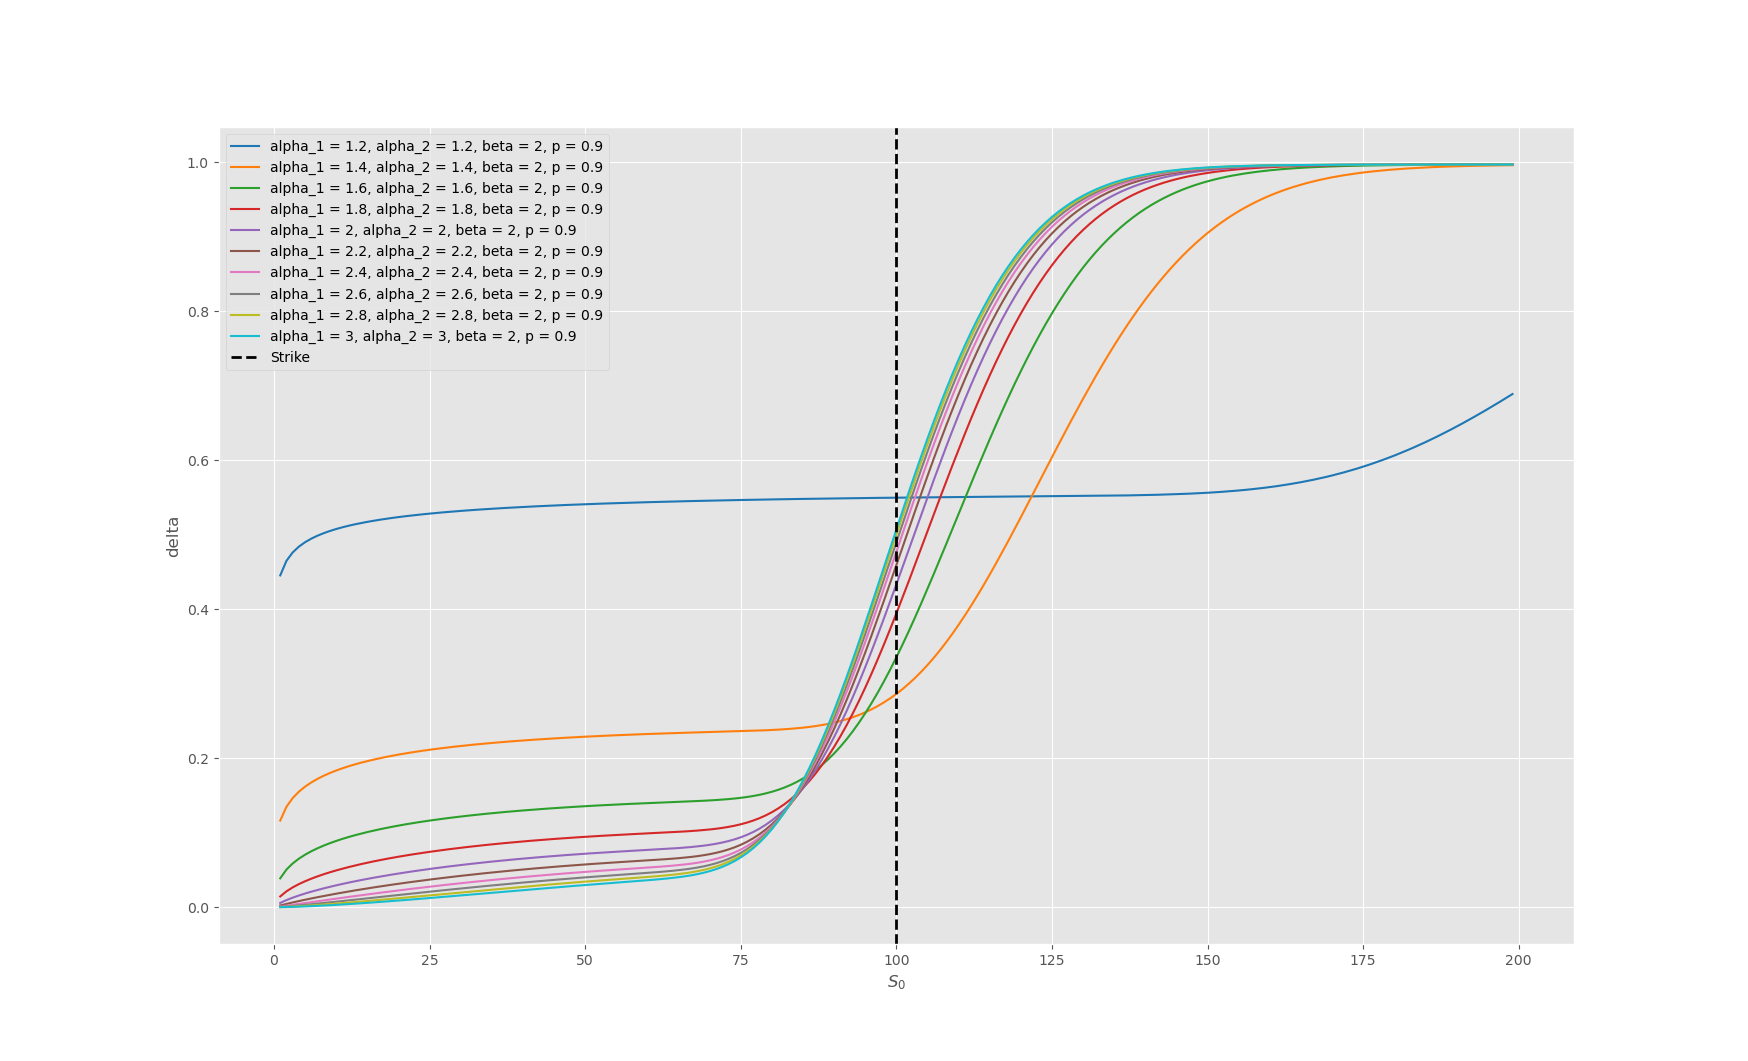 alpha_1 = 1.2, alpha_2 = 1.2, beta = 2, p = 0.9
alpha_1 = 1.4, alpha_2 = 1.4, beta = 2, p = 0.9
alpha_1 = 1.6, alpha_2 = 1.6, beta = 2, p = 0.9
alpha_1 = 1.8, alpha_2 = 1.8, beta = 2, p = 0.9
alpha_1 = 2, alpha_2 = 2, beta = 2, p = 0.9
alpha_1 = 2.2, alpha_2 = 2.2, beta = 2, p = 0.9
alpha_1 = 2.4, alpha_2 = 2.4, beta = 2, p = 0.9
alpha_1 = 2.6, alpha_2 = 2.6, beta = 2, p = 0.9
alpha_1 = 2.8, alpha_2 = 2.8, beta = 2, p = 0.9
alpha_1 = 3, alpha_2 = 3, beta = 2, p = 0.9
Strike
1.0
0.8
0.6
0.4
0.2
0.0
delta
0 25 50 75 100 125 150 175 200
S_0